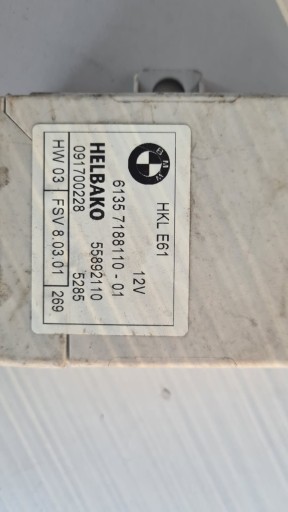 BMW HKL E61
12V
6135 7188110 - 01
HELBAKO 55892110
091700228 5285
HW 03 FSV 8.03.01 269